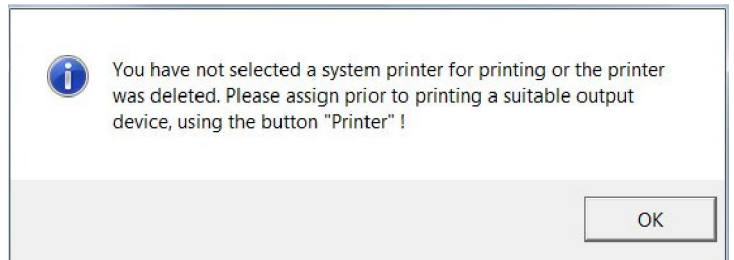 You have not selected a system printer for printing or the printer
was deleted. Please assign prior to printing a suitable output
device, using the button "Printer" !
OK